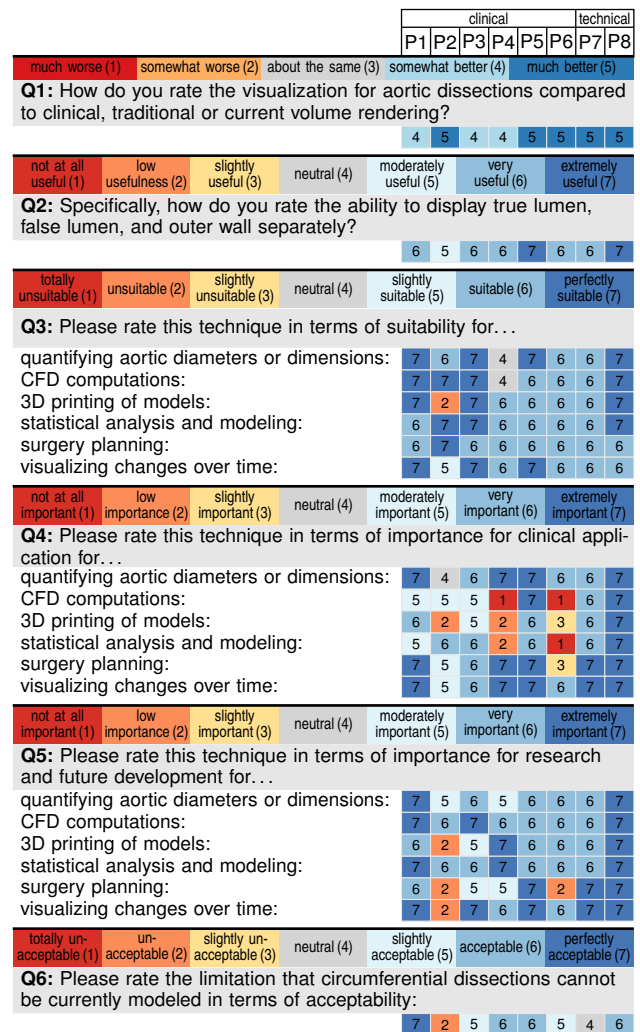 clinical technical
P1 P2 P3 P4 P5 P6 P7 P8
much worse (1) somewhat worse (2) about the same (3) somewhat better (4) much better (5)
Q1: How do you rate the visualization for aortic dissections compared
to clinical, traditional or current volume rendering?
4 5 4 4 5 5 5 5
not at all useful (1) low usefulness (2) slightly useful (3) neutral (4) moderately useful (5) very useful (6) extremely useful (7)
Q2: Specifically, how do you rate the ability to display true lumen,
false lumen, and outer wall separately?
6 5 6 6 7 6 6 7
totally unsuitable (1) unsuitable (2) slightly unsuitable (3) neutral (4) slightly suitable (5) suitable (6) perfectly suitable (7)
Q3: Please rate this technique in terms of suitability for...
quantifying aortic diameters or dimensions: 7 6 7 4 7 6 6 7
CFD computations: 7 7 7 4 6 6 6 7
3D printing of models: 7 2 7 6 6 6 6 7
statistical analysis and modeling: 6 7 7 6 6 6 6 7
surgery planning: 6 7 6 6 6 6 6 6
visualizing changes over time: 7 5 7 6 7 6 6 6
not at all important (1) low importance (2) slightly important (3) neutral (4) moderately important (5) very important (6) extremely important (7)
Q4: Please rate this technique in terms of importance for clinical appli-
cation for...
quantifying aortic diameters or dimensions: 7 4 6 7 7 6 6 7
CFD computations: 5 5 5 1 7 1 6 7
3D printing of models: 6 2 5 2 6 3 6 7
statistical analysis and modeling: 5 6 6 2 6 1 6 7
surgery planning: 7 5 6 7 7 3 7 7
visualizing changes over time: 7 5 6 7 7 6 7 7
not at all important (1) low importance (2) slightly important (3) neutral (4) moderately important (5) very important (6) extremely important (7)
Q5: Please rate this technique in terms of importance for research
and future development for...
quantifying aortic diameters or dimensions: 7 5 6 5 6 6 6 7
CFD computations: 7 6 7 6 6 6 6 7
3D printing of models: 6 2 5 7 6 6 6 7
statistical analysis and modeling: 7 6 6 7 6 6 6 7
surgery planning: 6 2 5 5 7 2 7 7
visualizing changes over time: 7 2 7 6 7 6 7 7
totally un-acceptable (1) un-acceptable (2) slightly un-acceptable (3) neutral (4) slightly acceptable (5) acceptable (6) perfectly acceptable (7)
Q6: Please rate the limitation that circumferential dissections cannot
be currently modeled in terms of acceptability:
7 2 5 6 6 5 4 6